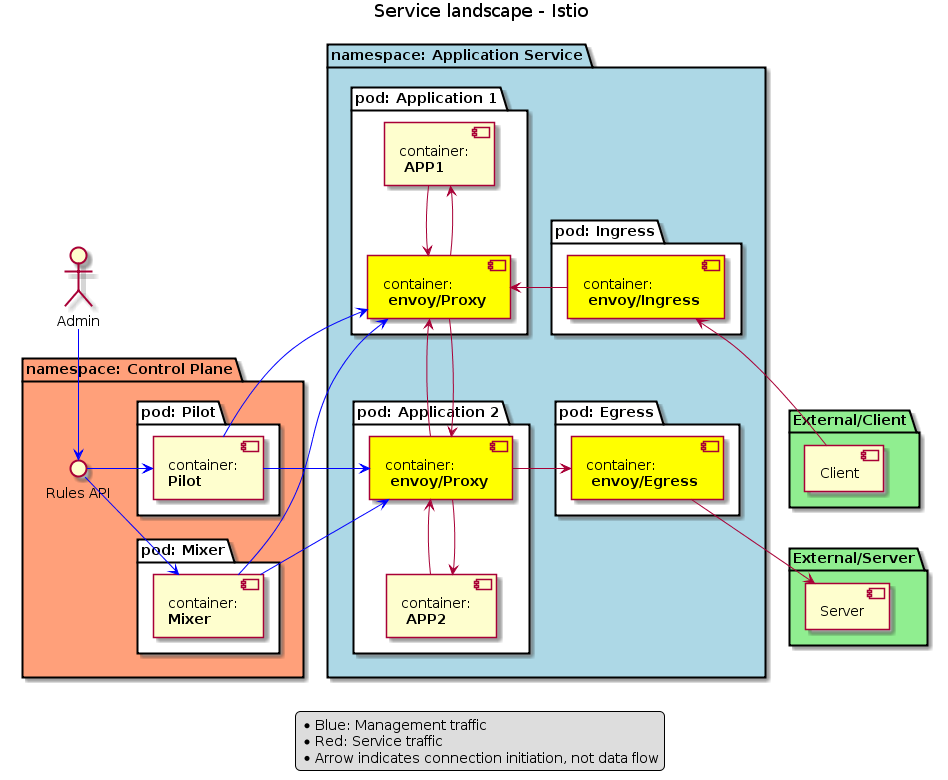 Service landscape - Istio
namespace: Application Service
pod: Application 1
container:
APP1
pod: Ingress
container:
envoy/Proxy
container:
envoy/Ingress
Admin
namespace: Control Plane
pod: Pilot
pod: Application 2
pod: Egress
External/Client
container:
Pilot
container:
envoy/Proxy
container:
envoy/Egress
Client
Rules API
pod: Mixer
External/Server
container:
Mixer
container:
APP2
Server
• Blue: Management traffic
• Red: Service traffic
• Arrow indicates connection initiation, not data flow